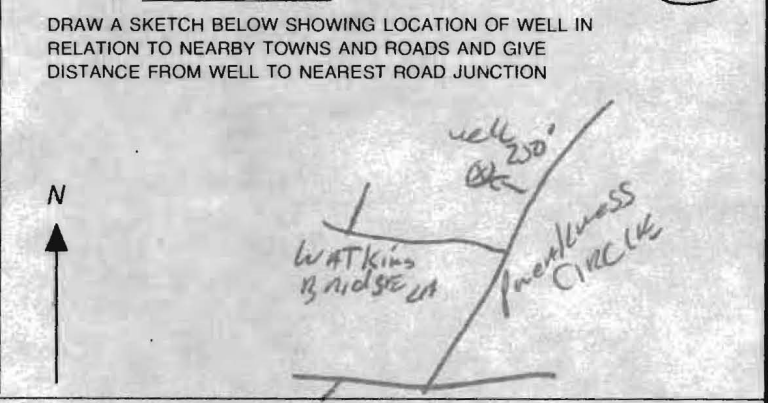 DRAW A SKETCH BELOW SHOWING LOCATION OF WELL IN
RELATION TO NEARBY TOWNS AND ROADS AND GIVE
DISTANCE FROM WELL TO NEAREST ROAD JUNCTION
well
250'
N
WATKins
BridgE LA
CIRCLE